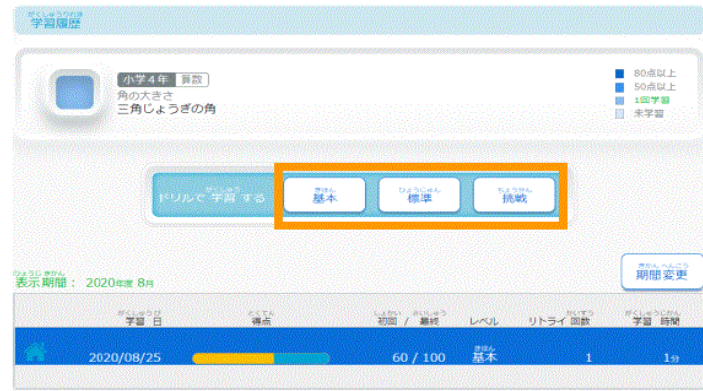 がくしゅうりれき
学習履歴
小学4年 算数
角の大きさ
三角じょうぎの角
80点以上
50点以上
1回学習
未学習
がくしゅう
ドリルで 学習 する
きほん
基本
ひょうじゅん
標準
ちょうせん
挑戦
きかん へんこう
期間変更
ひょうじ きかん
表示期間: 2020年度 8月
がくしゅう び とくてん しょかい さいしゅう かいすう がくしゅうじかん
学習 日 得点 初回 / 最終 レベル リトライ 回数 学習 時間
2020/08/25 60 / 100 基本 1 1分